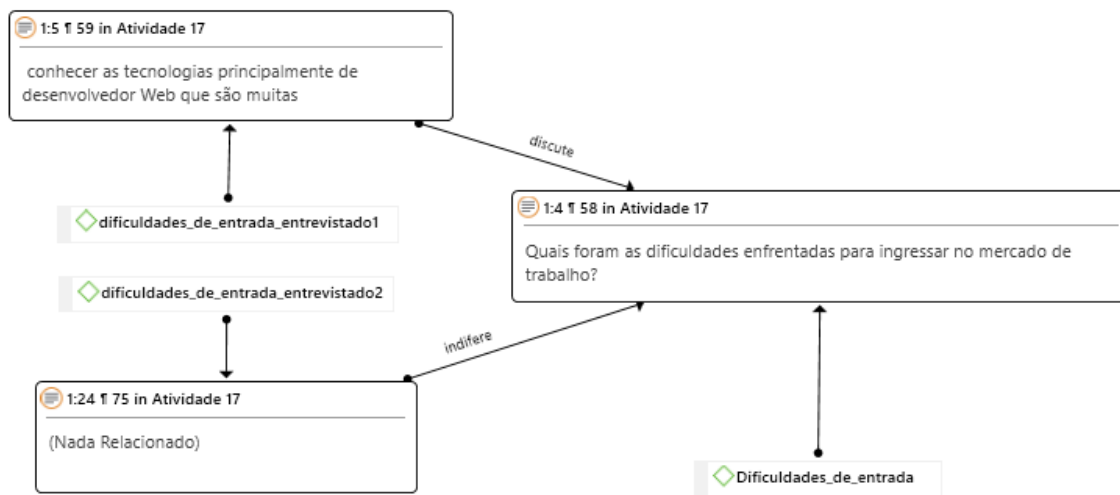 1:5 ¶ 59 in Atividade 17
conhecer as tecnologias principalmente de
desenvolvedor Web que são muitas
discute
dificuldades_de_entrada_entrevistado1
1:4 ¶ 58 in Atividade 17
Quais foram as dificuldades enfrentadas para ingressar no mercado de
trabalho?
dificuldades_de_entrada_entrevistado2
indifere
1:24 ¶ 75 in Atividade 17
(Nada Relacionado)
Dificuldades_de_entrada